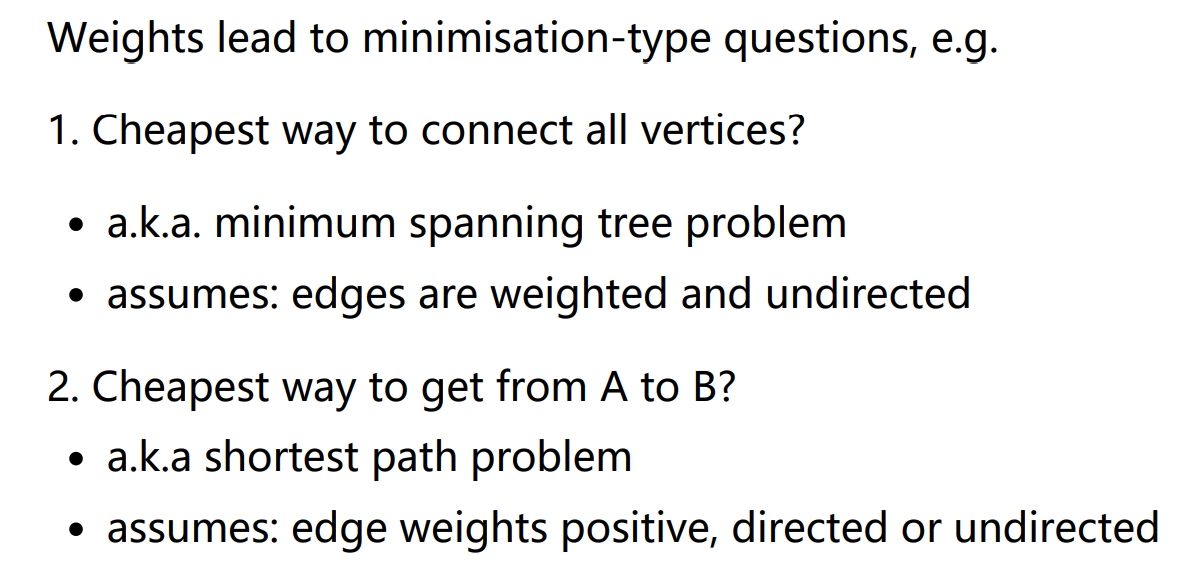 Weights lead to minimisation-type questions, e.g.
1. Cheapest way to connect all vertices?
• a.k.a. minimum spanning tree problem
• assumes: edges are weighted and undirected
2. Cheapest way to get from A to B?
• a.k.a shortest path problem
• assumes: edge weights positive, directed or undirected